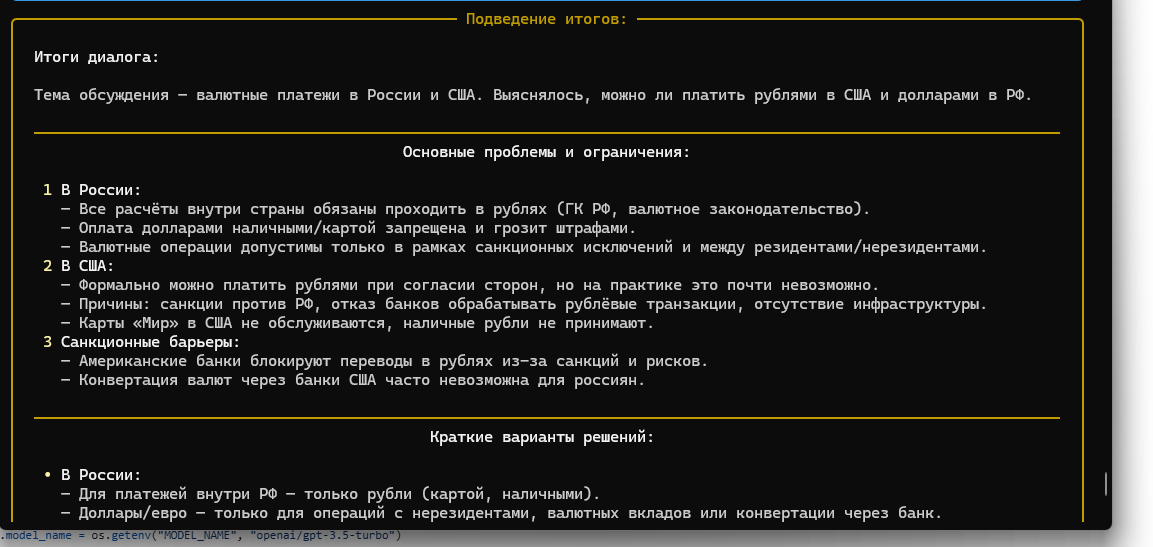 Подведение итогов:
Итоги диалога:
Тема обсуждения — валютные платежи в России и США. Выяснялось, можно ли платить рублями в США и долларами в РФ.
Основные проблемы и ограничения:
1 В России:
— Все расчёты внутри страны обязаны проходить в рублях (ГК РФ, валютное законодательство).
— Оплата долларами наличными/картой запрещена и грозит штрафами.
— Валютные операции допустимы только в рамках санкционных исключений и между резидентами/нерезидентами.
2 В США:
— Формально можно платить рублями при согласии сторон, но на практике это почти невозможно.
— Причины: санкции против РФ, отказ банков обрабатывать рублёвые транзакции, отсутствие инфраструктуры.
— Карты «Мир» в США не обслуживаются, наличные рубли не принимают.
3 Санкционные барьеры:
— Американские банки блокируют переводы в рублях из-за санкций и рисков.
— Конвертация валют через банки США часто невозможна для россиян.
Краткие варианты решений:
• В России:
— Для платежей внутри РФ — только рубли (картой, наличными).
— Доллары/евро — только для операций с нерезидентами, валютных вкладов или конвертации через банк.
.model_name = os.getenv("MODEL_NAME", "openai/gpt-3.5-turbo")